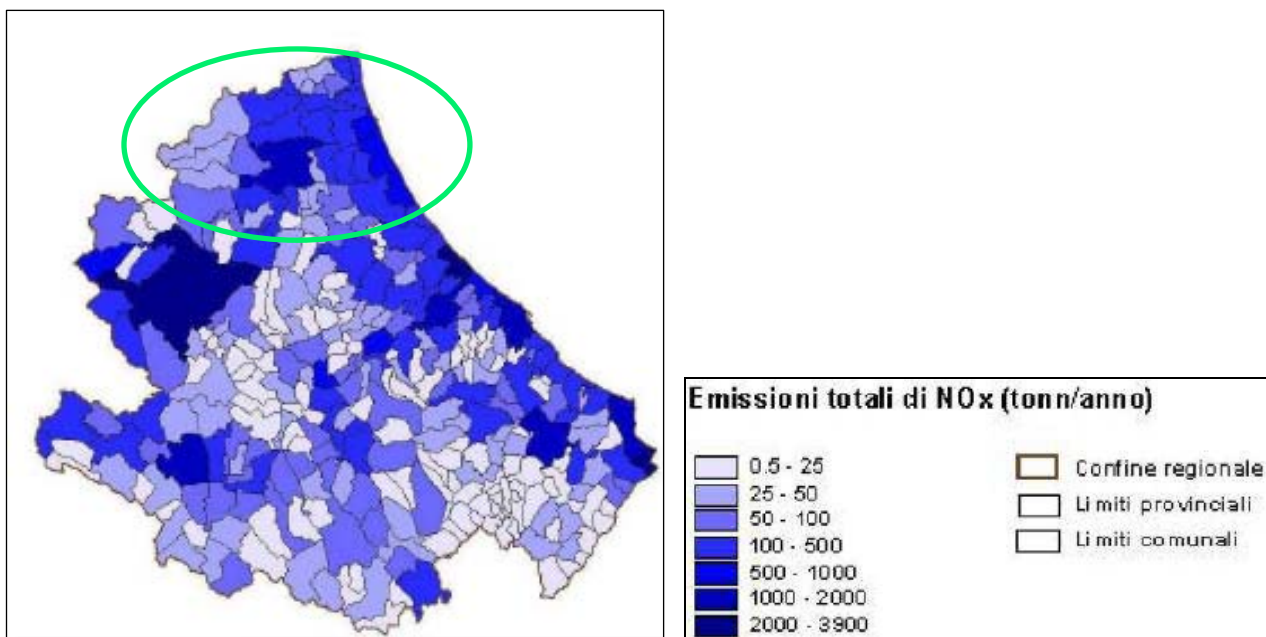 Emissioni totali di NOx (tonn/anno)
0.5 - 25
25 - 50
50 - 100
100 - 500
500 - 1000
1000 - 2000
2000 - 3900
Confine regionale
Limiti provinciali
Limiti comunali